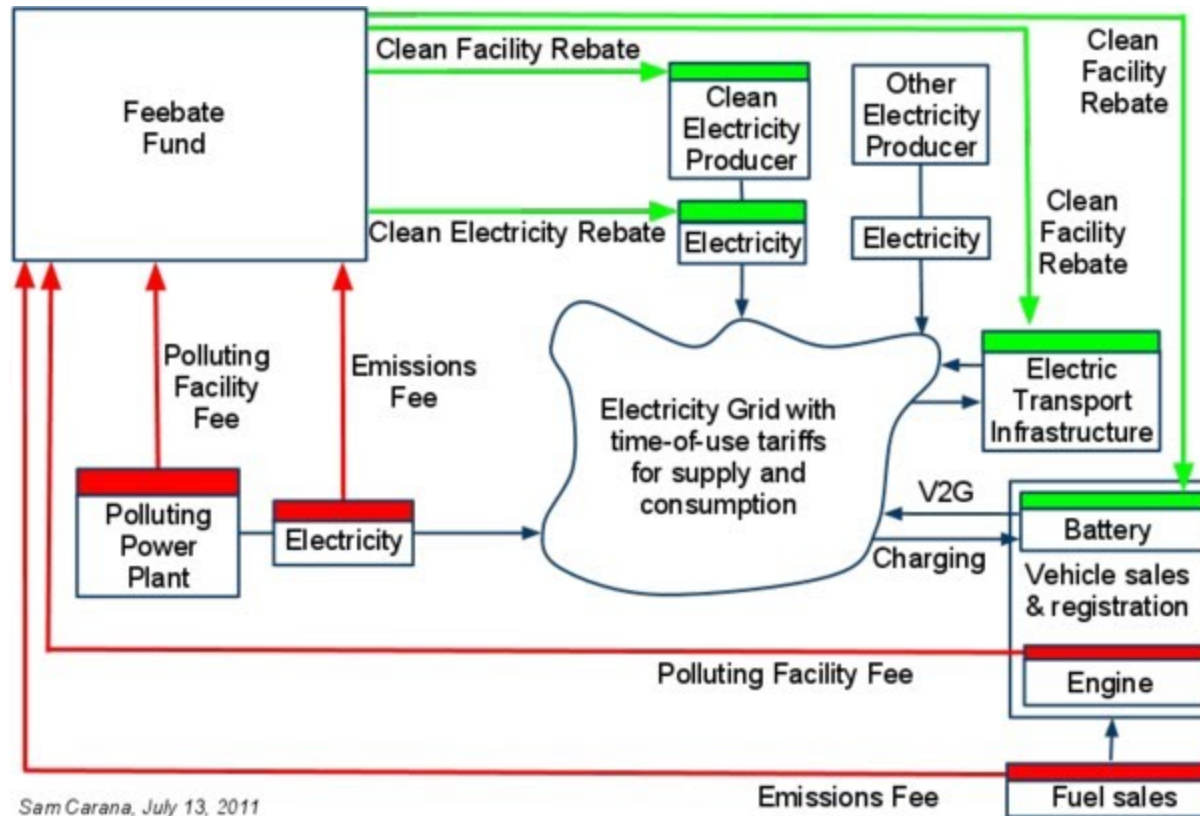 Feebate
Fund
Clean Facility Rebate
Clean
Electricity
Producer
Other
Electricity
Producer
Clean
Facility
Rebate
Clean Electricity Rebate
Electricity
Electricity
Clean
Facility
Rebate
Polluting
Facility
Fee
Emissions
Fee
Electricity Grid with
time-of-use tariffs
for supply and
consumption
Electric
Transport
Infrastructure
Polluting
Power
Plant
Electricity
V2G
Charging
Battery
Vehicle sales
& registration
Polluting Facility Fee
Engine
Emissions Fee
Fuel sales
Sam Carana, July 13, 2011